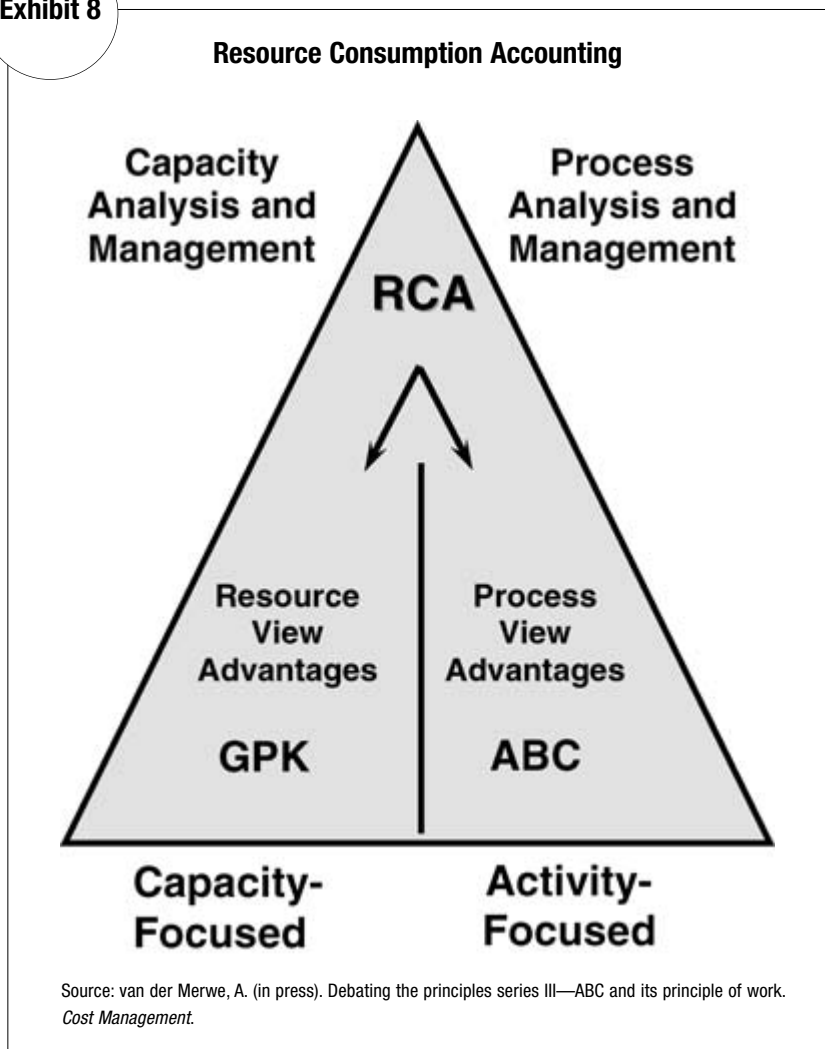 Exhibit 8
Resource Consumption Accounting
Capacity
Analysis and
Management
Process
Analysis and
Management
RCA
Resource
View
Advantages
Process
View
Advantages
GPK
ABC
Capacity-
Focused
Activity-
Focused
Source: van der Merwe, A. (in press). Debating the principles series III—ABC and its principle of work.
Cost Management.